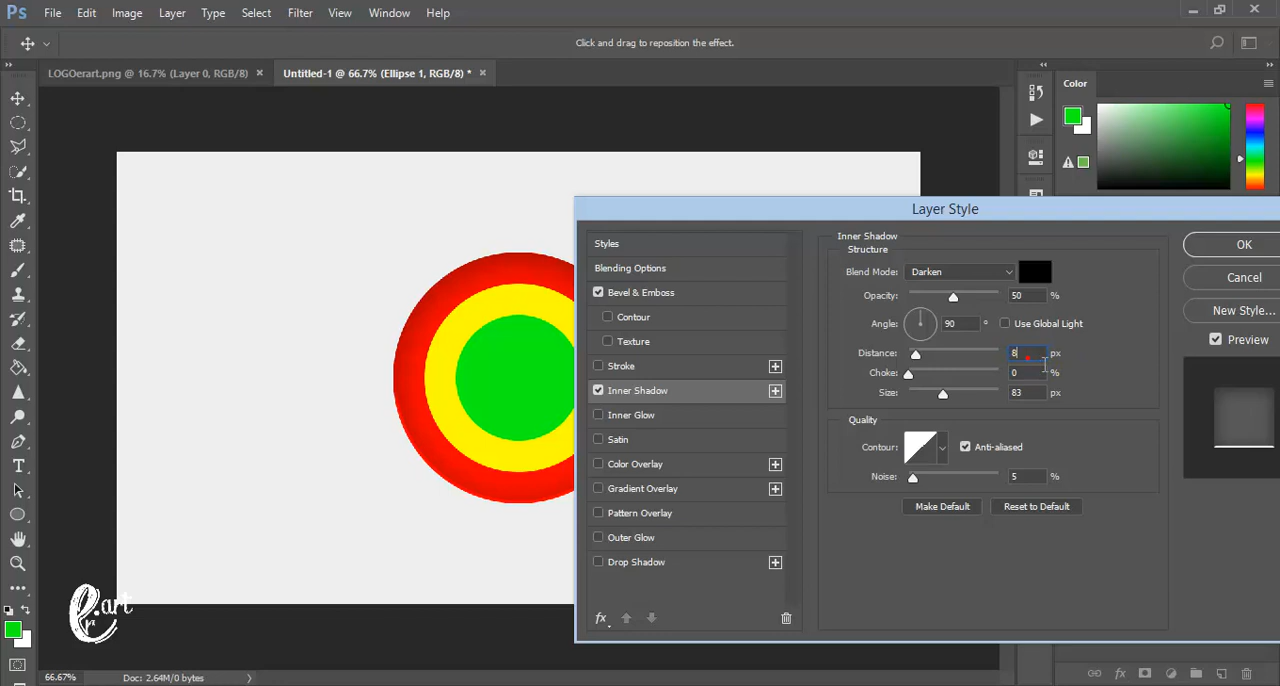 Ps File Edit Image Layer Type Select Filter View Window Help
Click and drag to reposition the effect.
LOGOerart.png @ 16.7% (Layer 0, RGB/8) × Untitled-1 @ 66.7% (Ellipse 1, RGB/8) * ×
Color
Layer Style
Styles
Blending Options
Bevel & Emboss
Contour
Texture
Stroke
Inner Shadow
Inner Glow
Satin
Color Overlay
Gradient Overlay
Pattern Overlay
Outer Glow
Drop Shadow
fx
Inner Shadow
Structure
Blend Mode: Darken
Opacity: 50 %
Angle: 90 ° Use Global Light
Distance: 8 px
Choke: 0 %
Size: 83 px
Quality
Contour: Anti-aliased
Noise: 5 %
Make Default Reset to Default
OK
Cancel
New Style...
Preview
T
art
66.67% Doc: 2.64M/0 bytes
fx